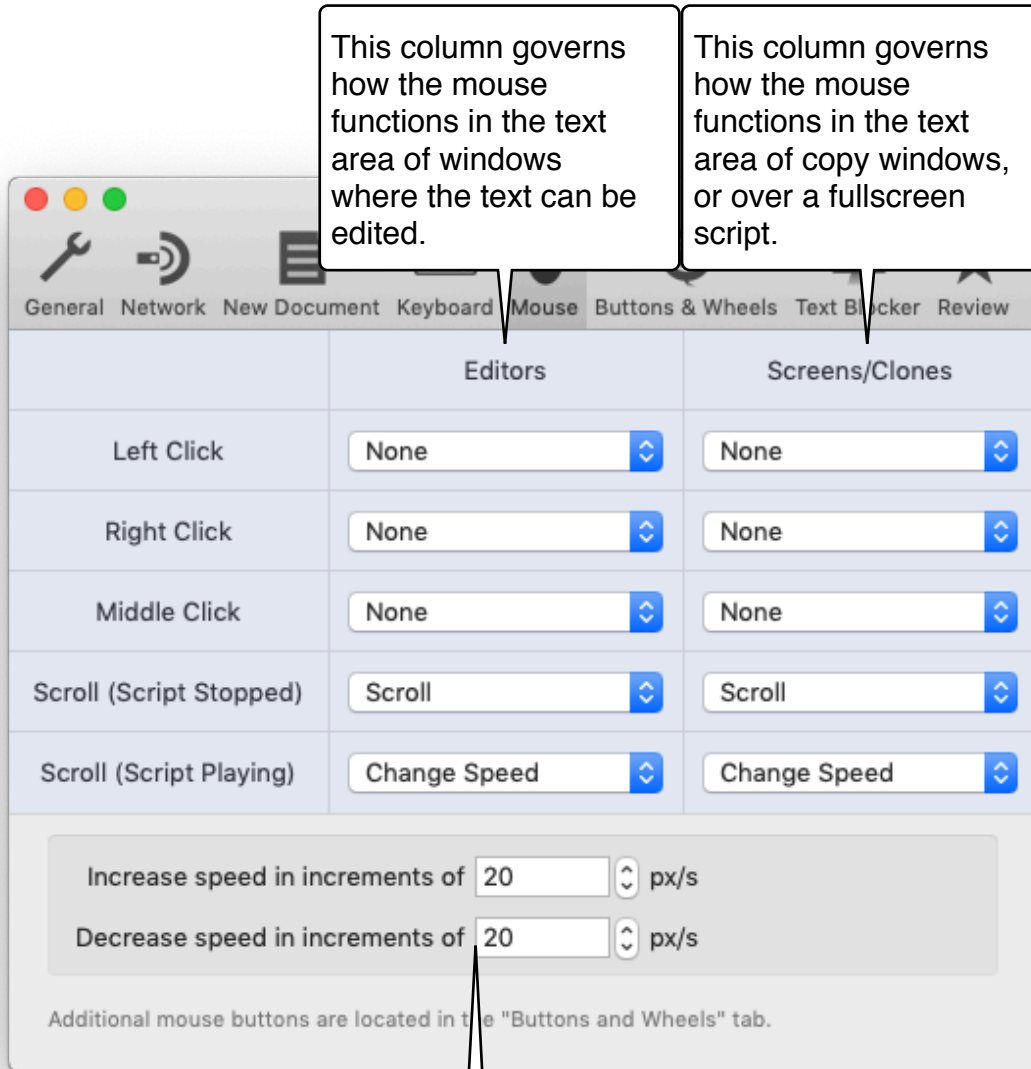 This column governs
how the mouse
functions in the text
area of windows
where the text can be
edited.
This column governs
how the mouse
functions in the text
area of copy windows,
or over a fullscreen
script.
General Network New Document Keyboard Mouse Buttons & Wheels Text Blocker Review
Editors Screens/Clones
Left Click None None
Right Click None None
Middle Click None None
Scroll (Script Stopped) Scroll Scroll
Scroll (Script Playing) Change Speed Change Speed
Increase speed in increments of 20 px/s
Decrease speed in increments of 20 px/s
Additional mouse buttons are located in the "Buttons and Wheels" tab.